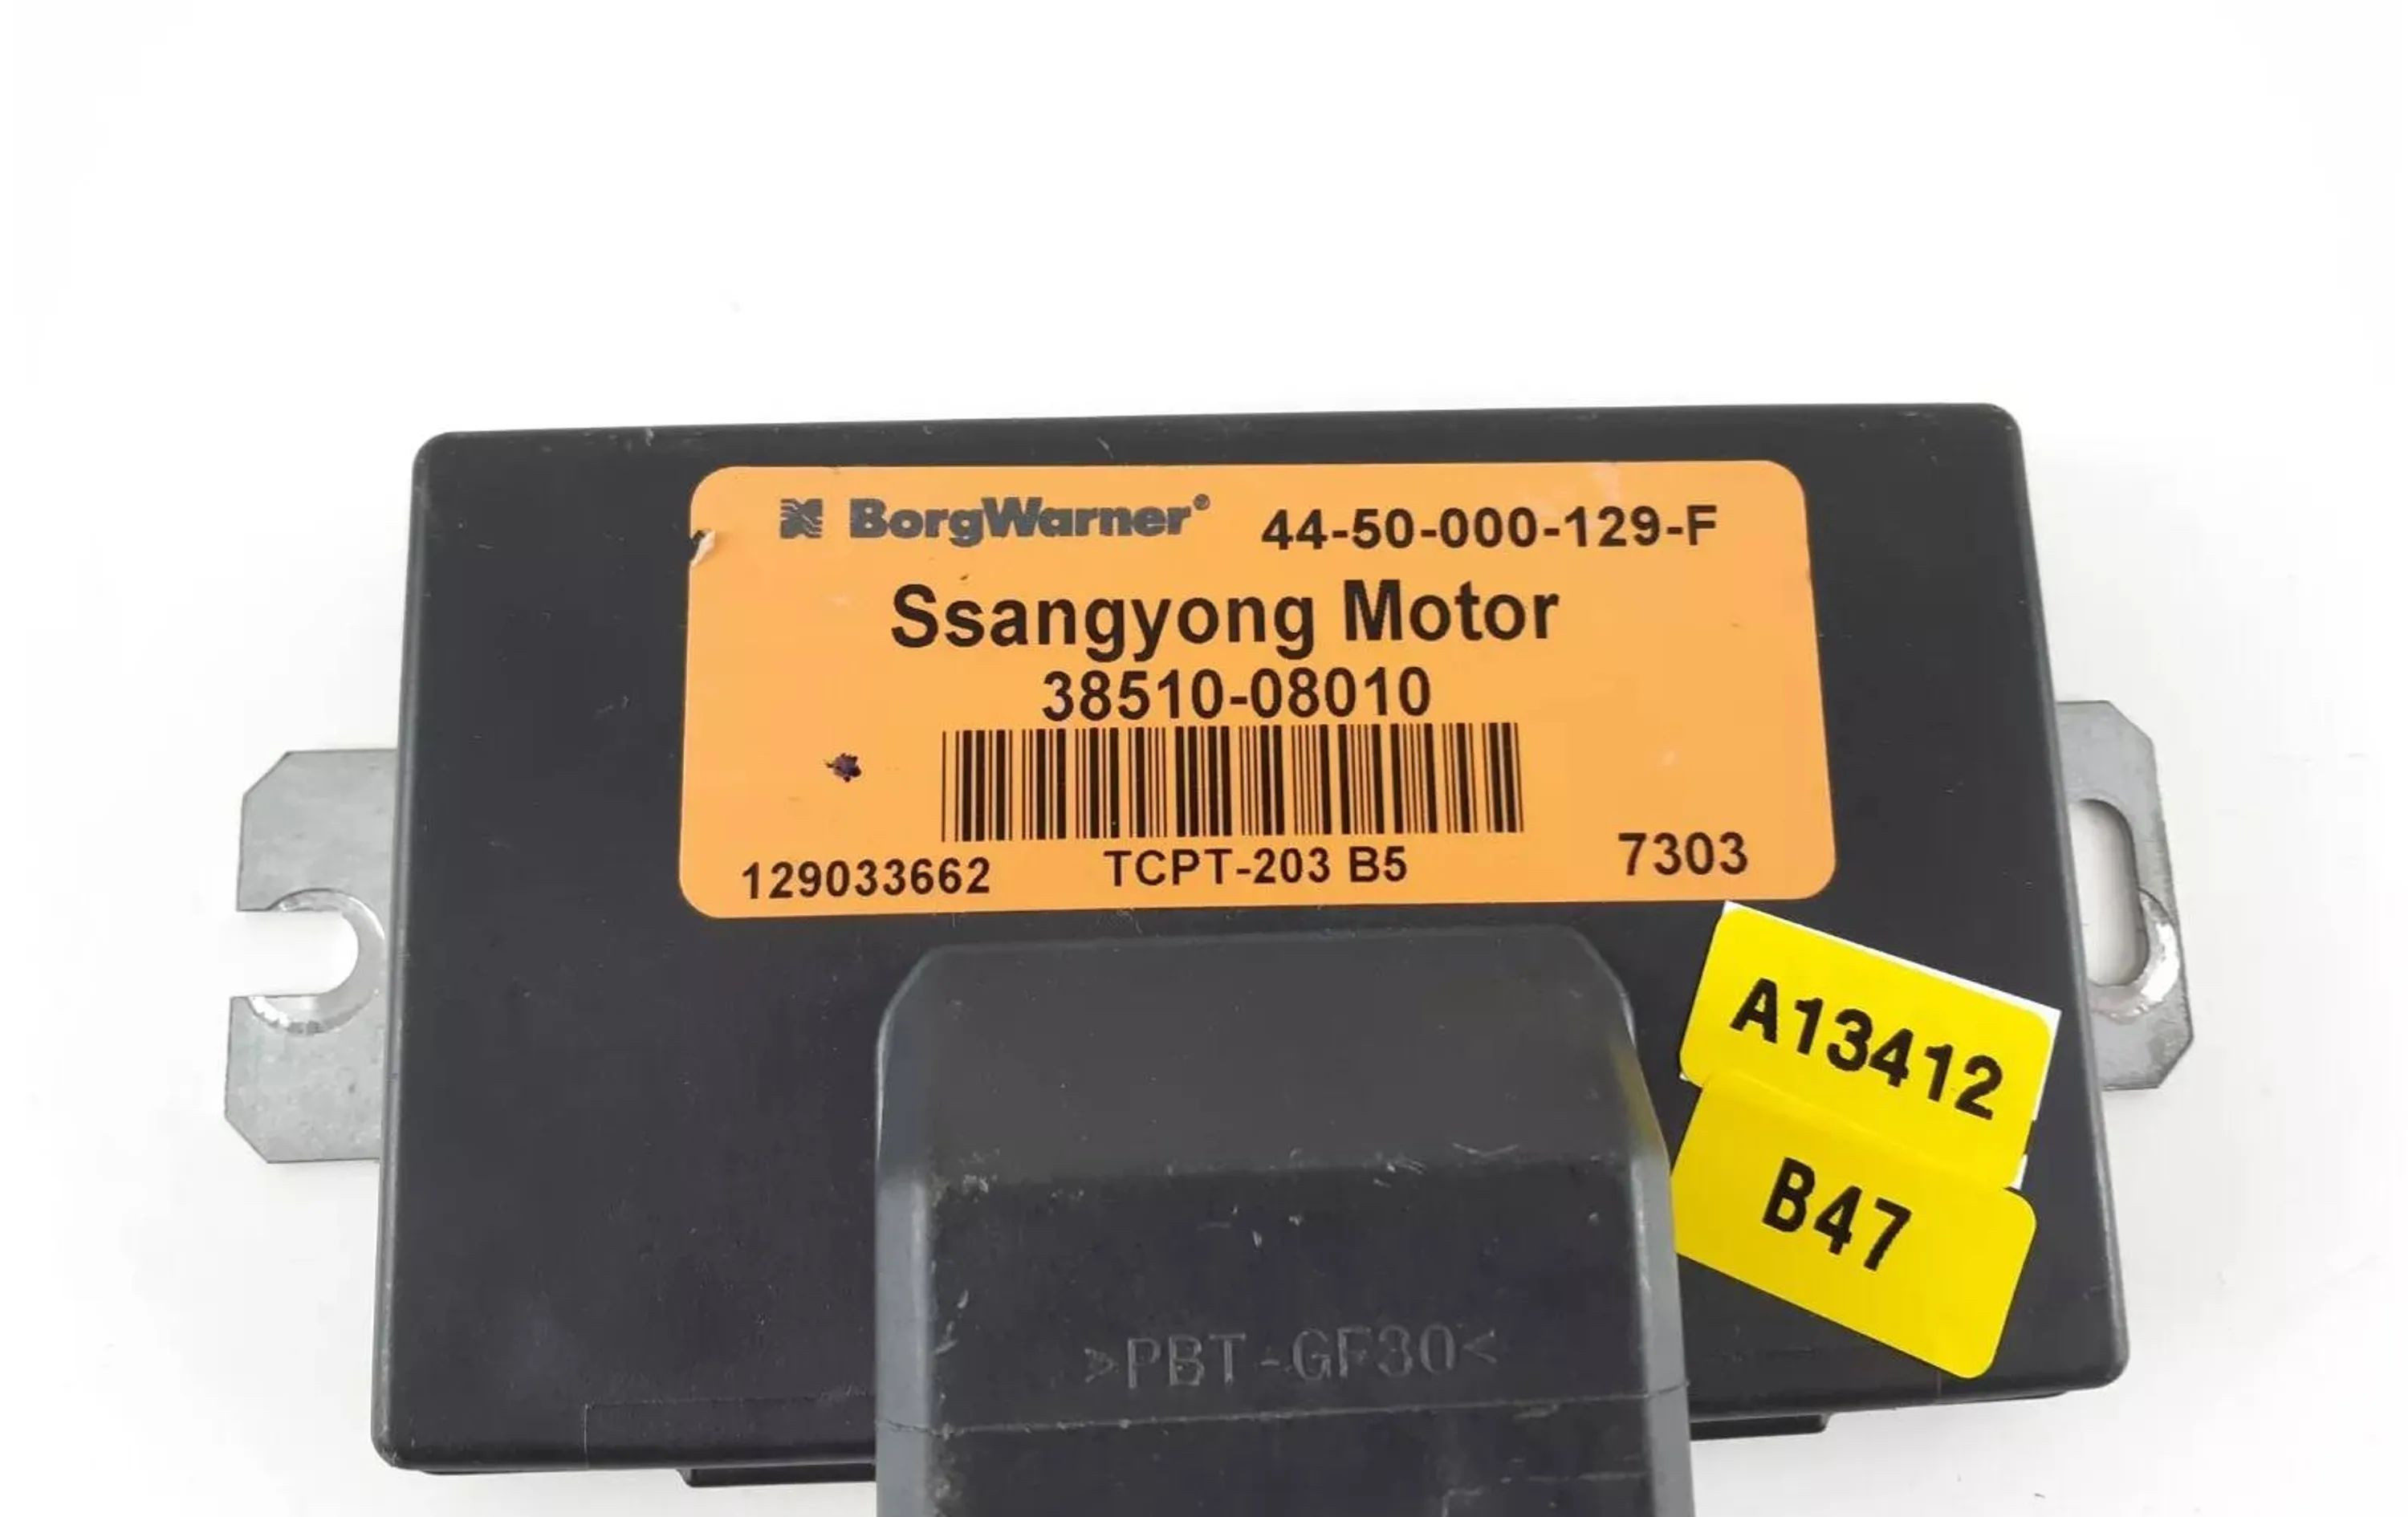 BorgWarner® 44-50-000-129-F
Ssangyong Motor
38510-08010
129033662 TCPT-203 B5 7303
A13412
B47
>PBT-GF30<